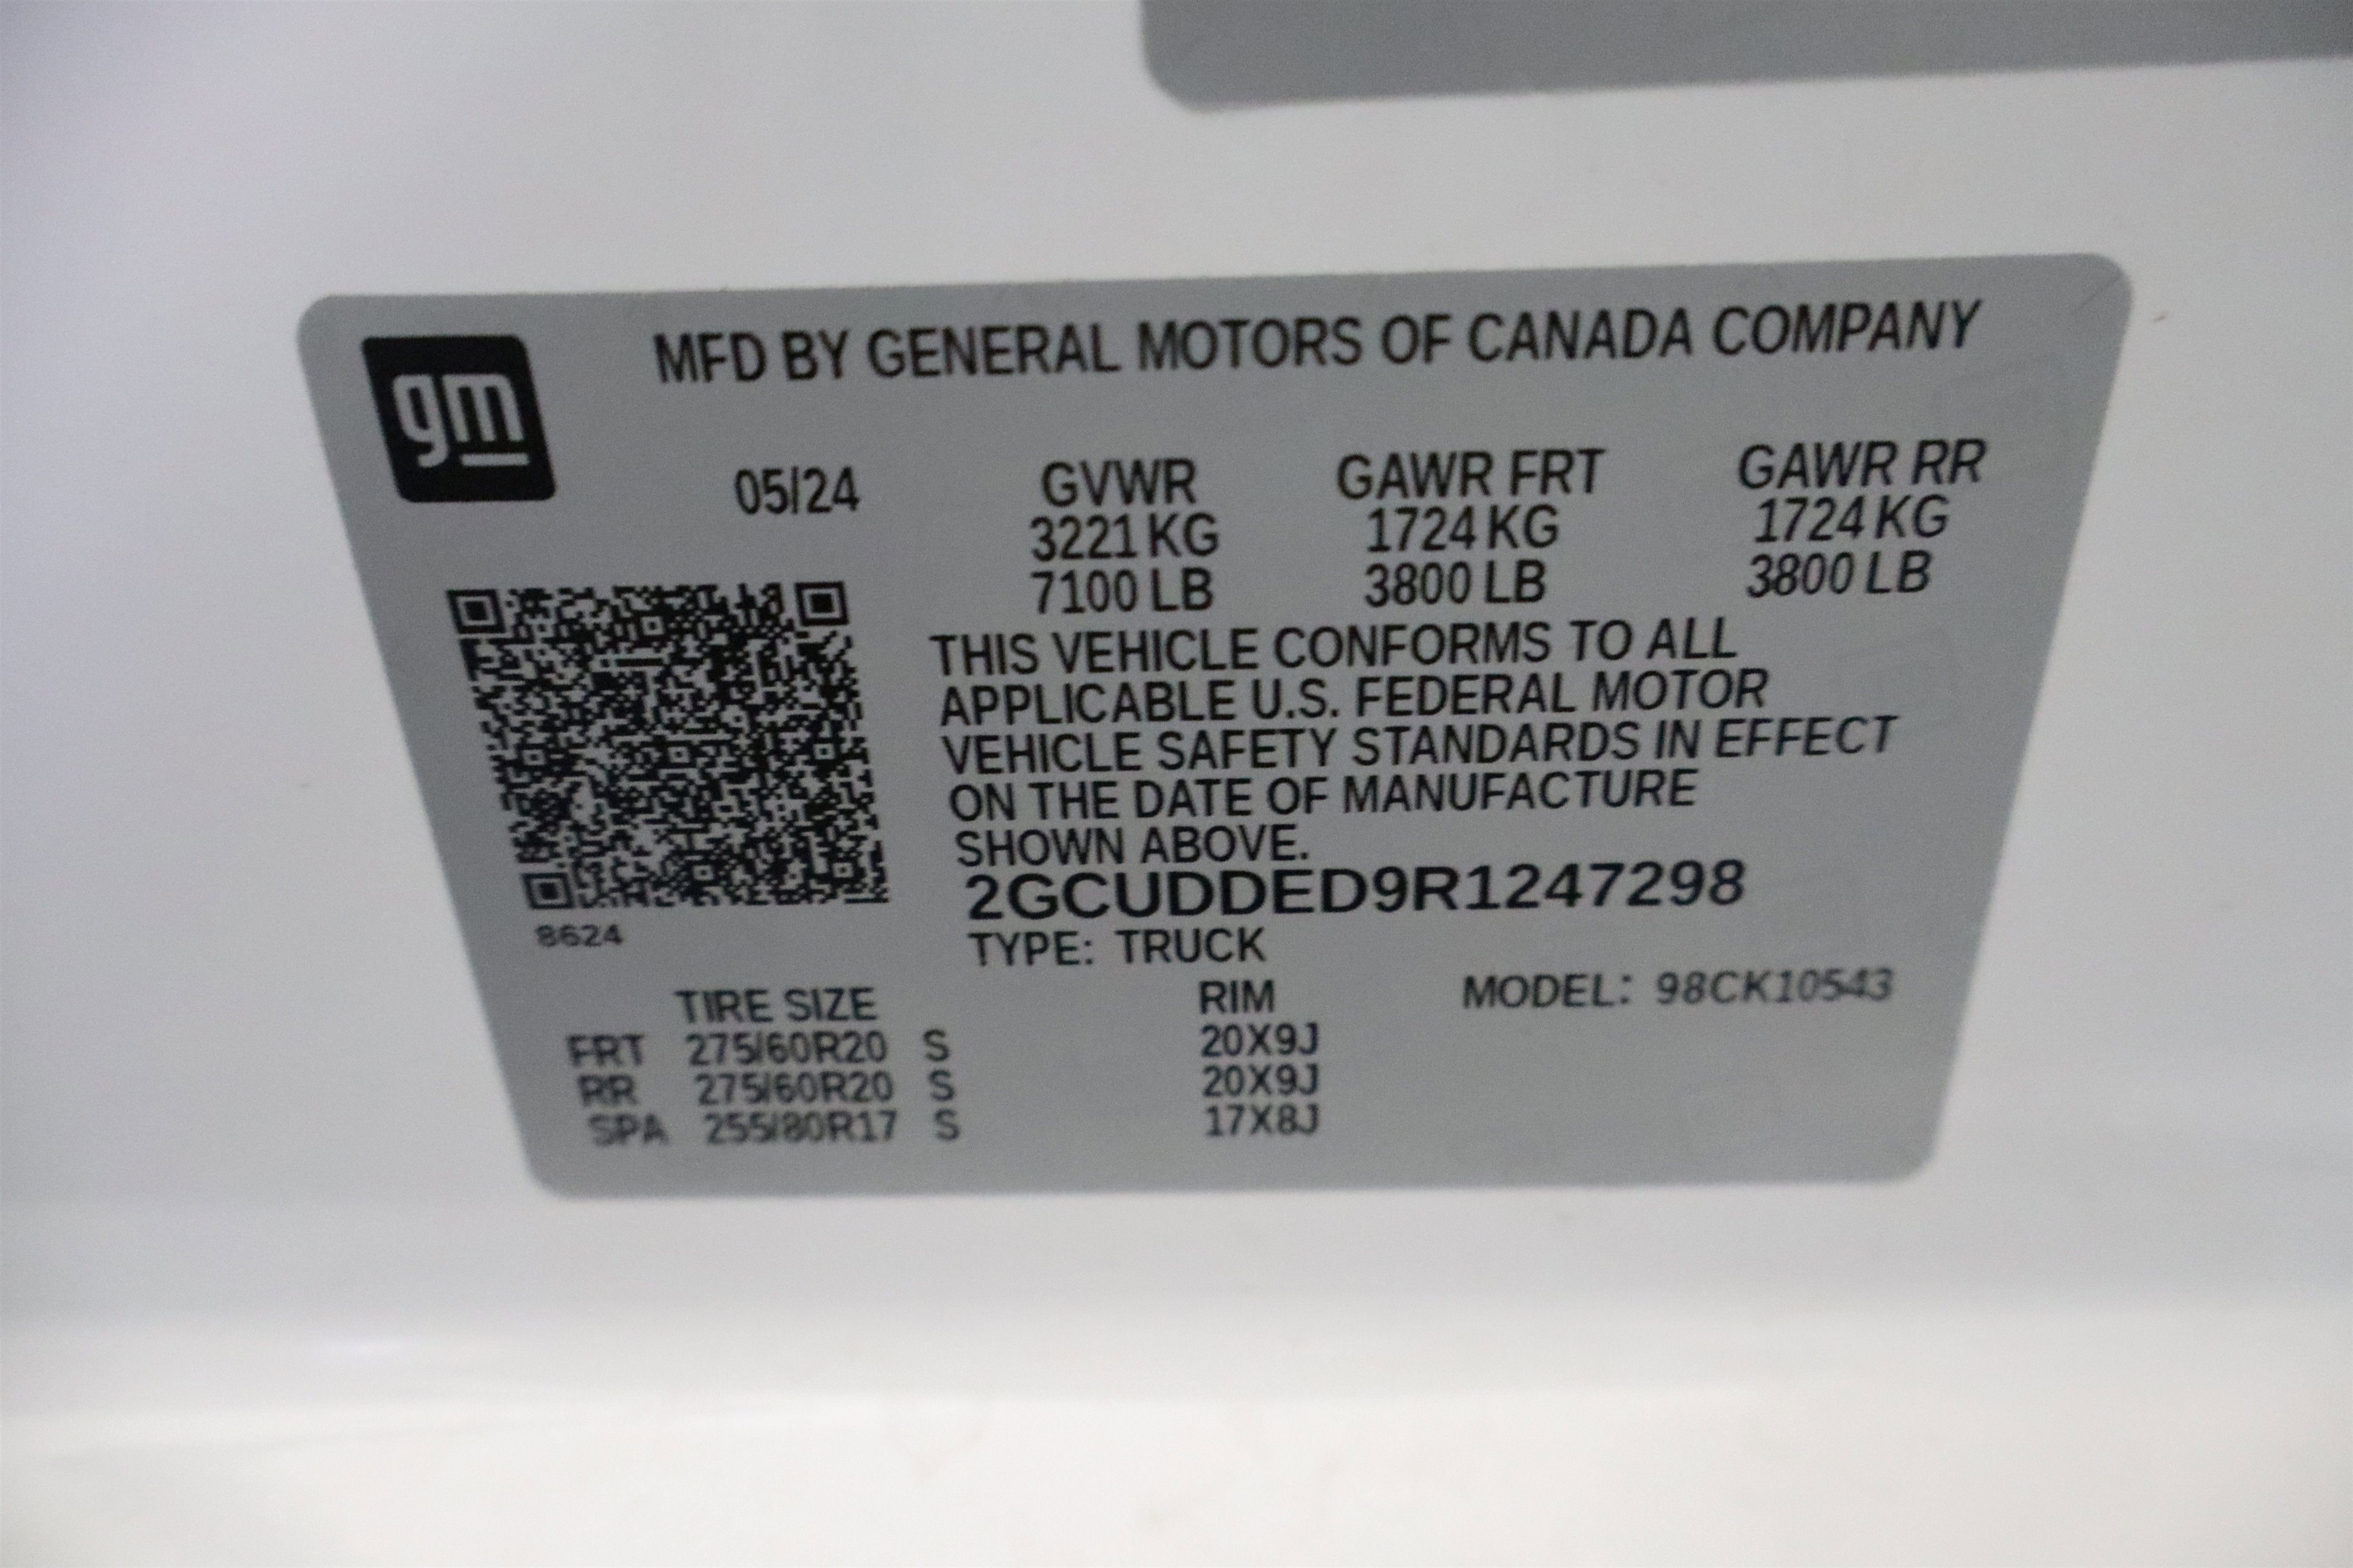 gm
MFD BY GENERAL MOTORS OF CANADA COMPANY
05/24 GVWR GAWR FRT GAWR RR
3221 KG 1724 KG 1724 KG
7100 LB 3800 LB 3800 LB
THIS VEHICLE CONFORMS TO ALL
APPLICABLE U.S. FEDERAL MOTOR
VEHICLE SAFETY STANDARDS IN EFFECT
ON THE DATE OF MANUFACTURE
SHOWN ABOVE.
2GCUDDED9R1247298
8624
TYPE: TRUCK
TIRE SIZE RIM MODEL: 98CK10543
FRT 275/60R20 S 20X9J
RR 275/60R20 S 20X9J
SPA 255/80R17 S 17X8J